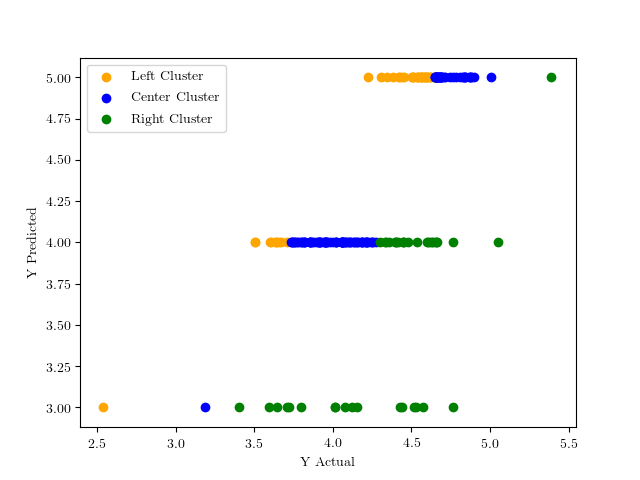 Left Cluster
Center Cluster
Right Cluster
5.00
4.75
4.50
4.25
4.00
3.75
3.50
3.25
3.00
Y Predicted
2.5 3.0 3.5 4.0 4.5 5.0 5.5
Y Actual